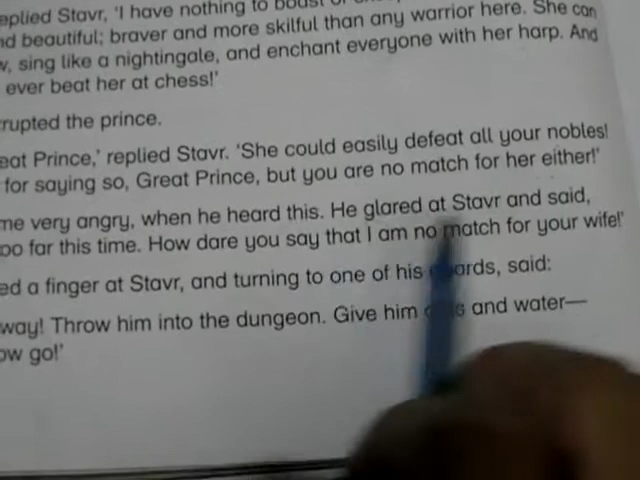 eplied Stavr, 'I have nothing to boast of
nd beautiful; braver and more skilful than any warrior here. She can
w, sing like a nightingale, and enchant everyone with her harp. And
ever beat her at chess!'
rupted the prince.
eat Prince,' replied Stavr. 'She could easily defeat all your nobles!
for saying so, Great Prince, but you are no match for her either!'
me very angry, when he heard this. He glared at Stavr and said,
oo far this time. How dare you say that I am no match for your wife!'
ed a finger at Stavr, and turning to one of his guards, said:
way! Throw him into the dungeon. Give him and water—
ow go!'